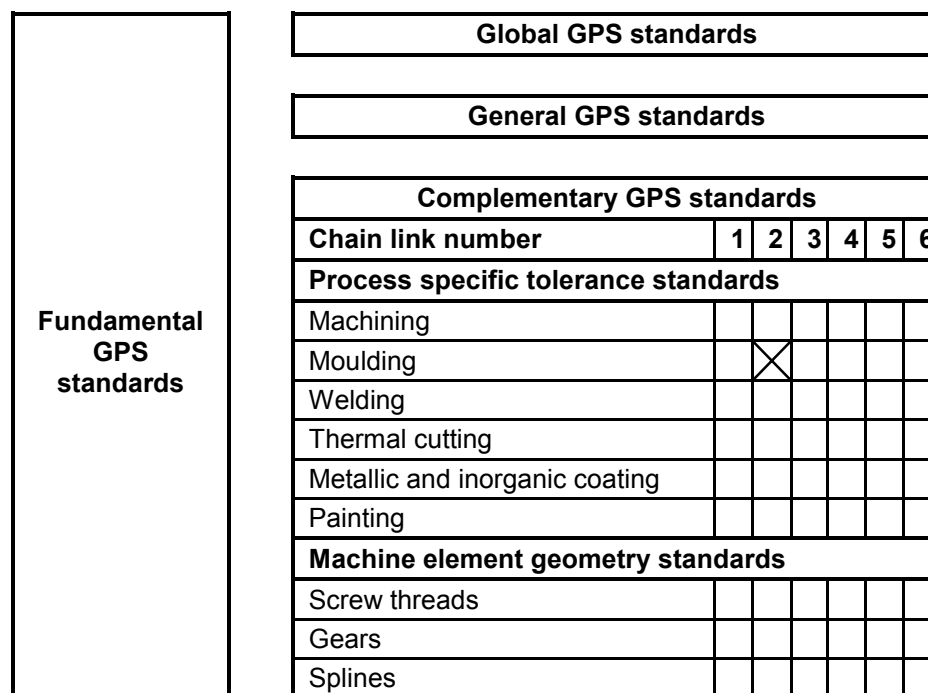 Fundamental
GPS
standards
Global GPS standards
General GPS standards
Complementary GPS standards
Chain link number 1 2 3 4 5 6
Process specific tolerance standards
Machining
Moulding
Welding
Thermal cutting
Metallic and inorganic coating
Painting
Machine element geometry standards
Screw threads
Gears
Splines